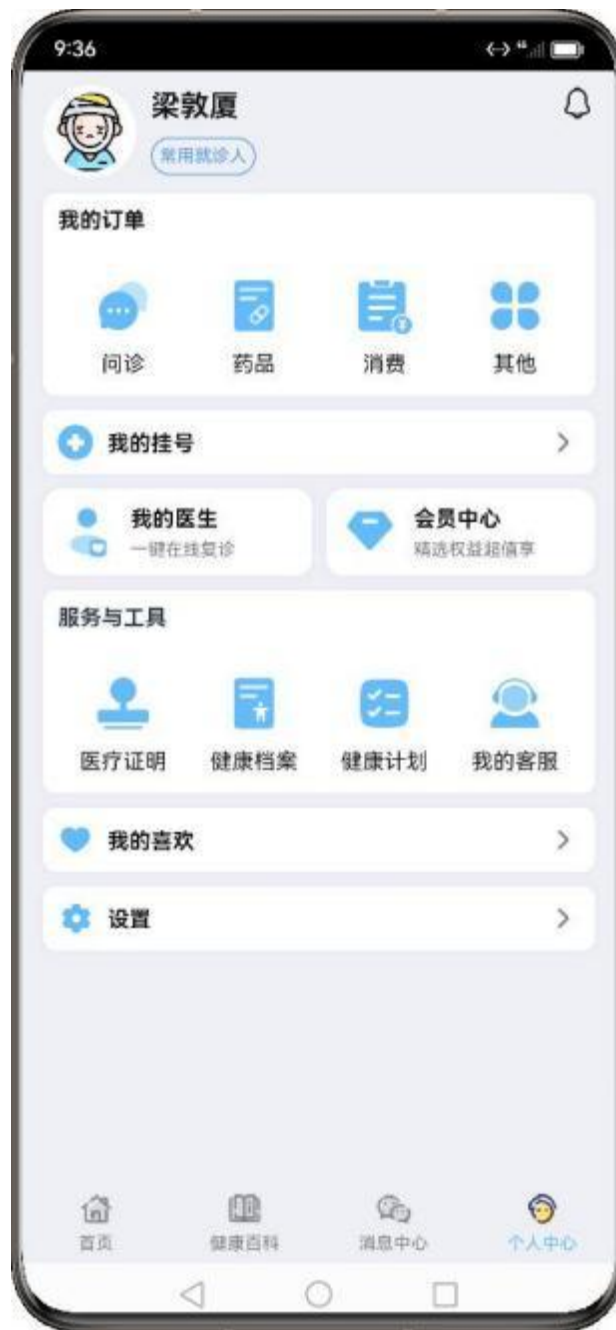 9:36
梁敦厦
常用就诊人
我的订单
问诊 药品 消费 其他
我的挂号
我的医生 会员中心
一键在线复诊 精选权益超值享
服务与工具
医疗证明 健康档案 健康计划 我的客服
我的喜欢
设置
首页 健康百科 消息中心 个人中心